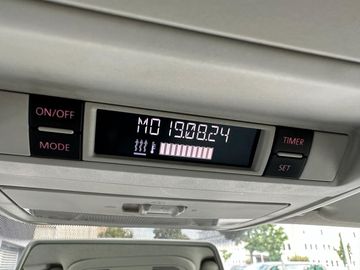 ON/OFF
MODE
MO 19.08.24
TIMER
SET